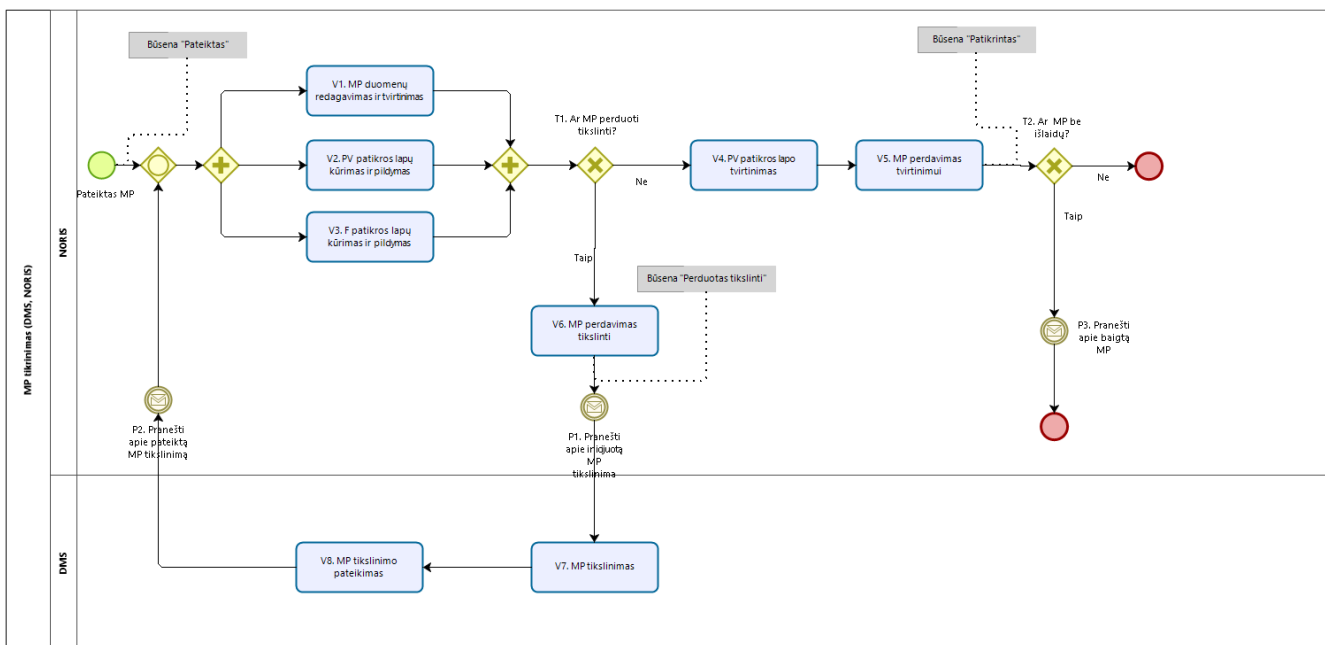 MP tikrinimas (DMS, NORIS)
NORIS
Būsena "Pateiktas"
Pateiktas MP
V1. MP duomenų
redagavimas ir tvirtinimas
V2. PV patikros lapų
kūrimas ir pildymas
V3. F patikros lapų
kūrimas ir pildymas
T1. Ar MP perduoti
tikslinti?
Ne
Taip
V4. PV patikros lapo
tvirtinimas
V5. MP perdavimas
tvirtinimui
Būsena "Patikrintas"
T2. Ar MP be
išlaidų?
Ne
Taip
Būsena "Perduotas tikslinti"
V6. MP perdavimas
tikslinti
P3. Pranešti
apie baigtą
MP
P2. Pranešti
apie pateiktą
MP tikslinimą
P1. Pranešti
apie inicijuotą
MP
tikslinima
DMS
V8. MP tikslinimo
pateikimas
V7. MP tikslinimas